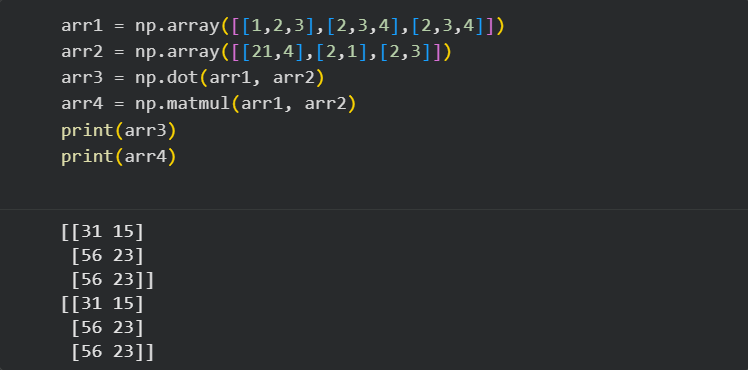 arr1 = np.array([[1,2,3],[2,3,4],[2,3,4]])
arr2 = np.array([[21,4],[2,1],[2,3]])
arr3 = np.dot(arr1, arr2)
arr4 = np.matmul(arr1, arr2)
print(arr3)
print(arr4)
[[31 15]
 [56 23]
 [56 23]]
[[31 15]
 [56 23]
 [56 23]]